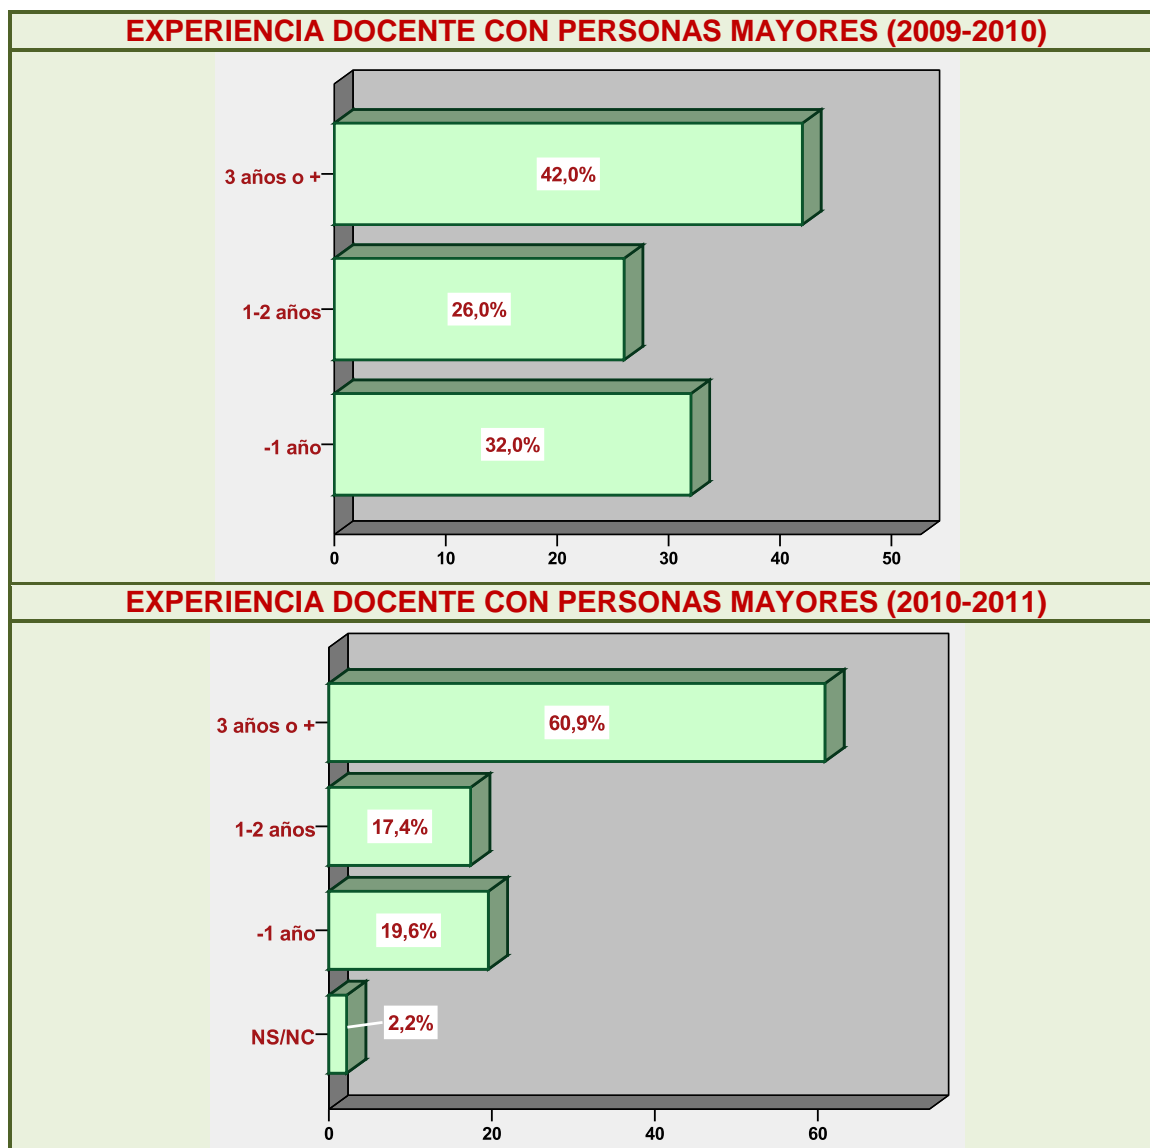 EXPERIENCIA DOCENTE CON PERSONAS MAYORES (2009-2010)
3 años o +
42,0%
1-2 años
26,0%
-1 año
32,0%
0 10 20 30 40 50
EXPERIENCIA DOCENTE CON PERSONAS MAYORES (2010-2011)
3 años o +
60,9%
1-2 años
17,4%
-1 año
19,6%
NS/NC
2,2%
0 20 40 60